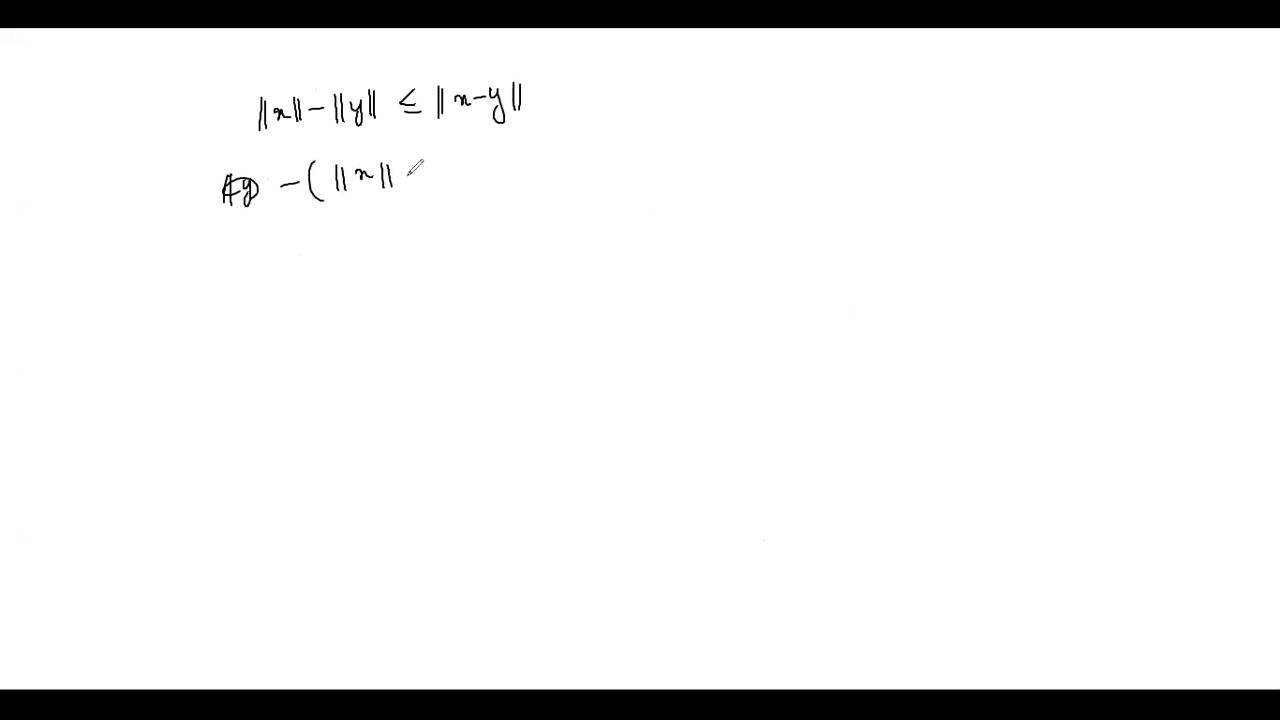 ||x|| - ||y|| ≤ ||x-y||
- ( ||x||